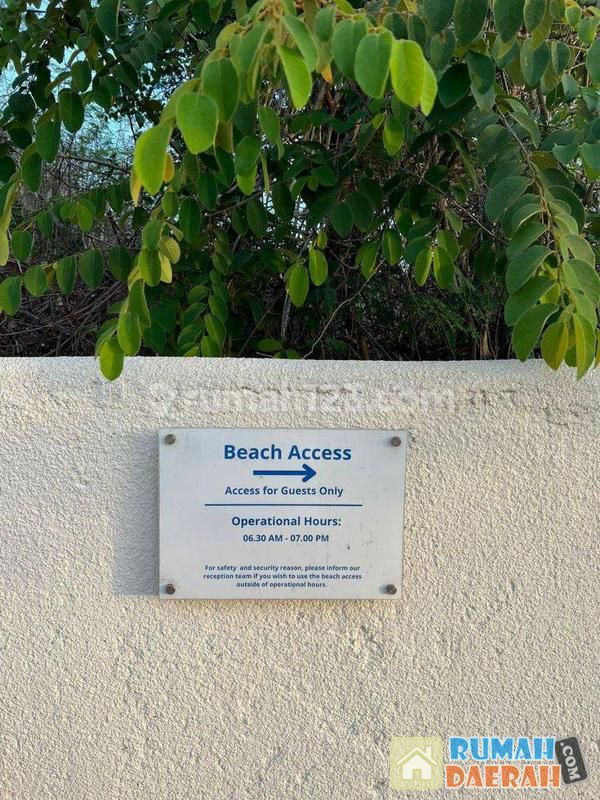 rumah123.com
Beach Access
Access for Guests Only
Operational Hours:
06.30 AM - 07.00 PM
For safety and security reason, please inform our
reception team if you wish to use the beach access
outside of operational hours.
RUMAH
DAERAH
.COM